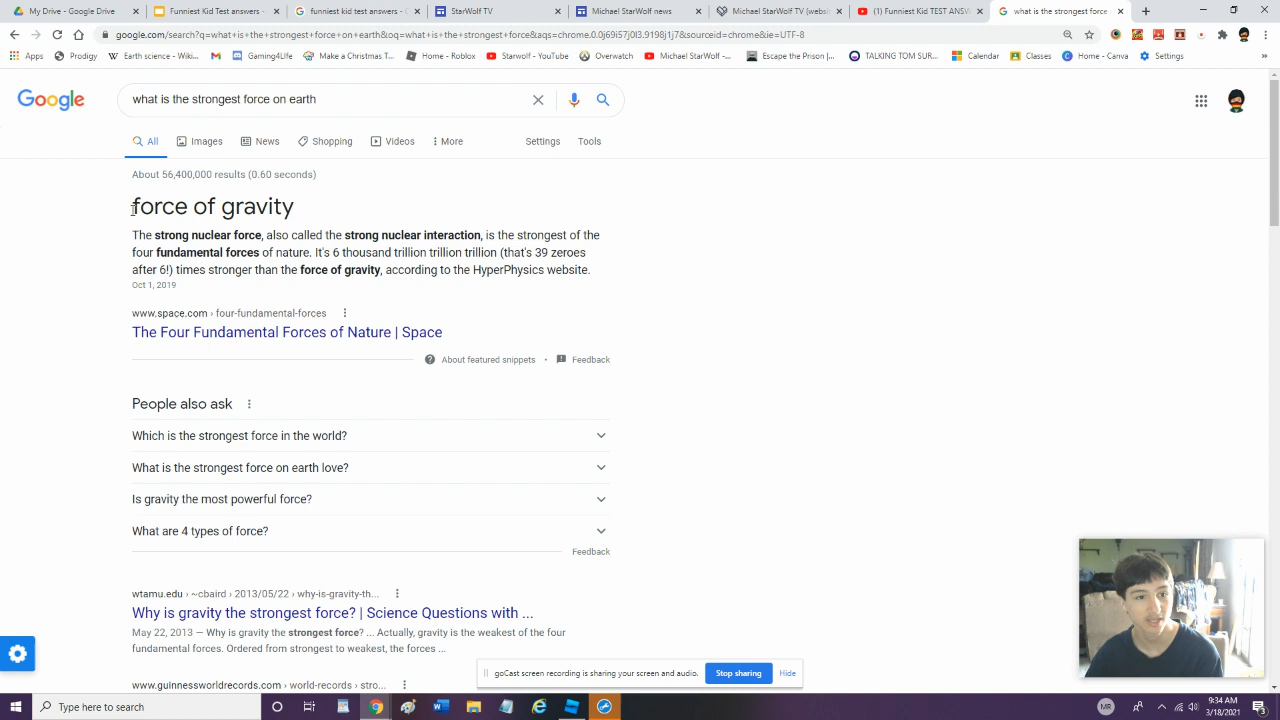 My Drive - Google Drive
Funniest Kid Test answers -
funniest kid test answers -
StarWolf TV
Michael StarWolf news
Michael StarWolf TV (websit
(1) Funniest Kid TEST ANSW
what is the strongest force
google.com/search?q=what+is+the+strongest+force+on+earth&oq=what+is+the+strongest+force&aqs=chrome.0.0j69i57j0l3.9198j1j7&sourceid=chrome&ie=UTF-8
Apps
Prodigy
Earth science - Wiki...
Gaming4Life
Make a Christmas T...
Home - Roblox
Starwolf - YouTube
Overwatch
Michael StarWolf -...
Escape the Prison |...
TALKING TOM SUR...
Calendar
Classes
Home - Canva
Settings
»
Google
what is the strongest force on earth
All
Images
News
Shopping
Videos
More
Settings
Tools
About 56,400,000 results (0.60 seconds)
force of gravity
The strong nuclear force, also called the strong nuclear interaction, is the strongest of the
four fundamental forces of nature. It's 6 thousand trillion trillion trillion (that's 39 zeroes
after 6!) times stronger than the force of gravity, according to the HyperPhysics website.
Oct 1, 2019
www.space.com › four-fundamental-forces
The Four Fundamental Forces of Nature | Space
About featured snippets • Feedback
People also ask
Which is the strongest force in the world?
What is the strongest force on earth love?
Is gravity the most powerful force?
What are 4 types of force?
Feedback
wtamu.edu › ~cbaird › 2013/05/22 › why-is-gravity-th...
Why is gravity the strongest force? | Science Questions with ...
May 22, 2013 — Why is gravity the strongest force? ... Actually, gravity is the weakest of the four
fundamental forces. Ordered from strongest to weakest, the forces ...
www.guinnessworldrecords.com › world-records › stro...
goCast screen recording is sharing your screen and audio.
Stop sharing
Hide
Type here to search
MR
9:34 AM
3/18/2021